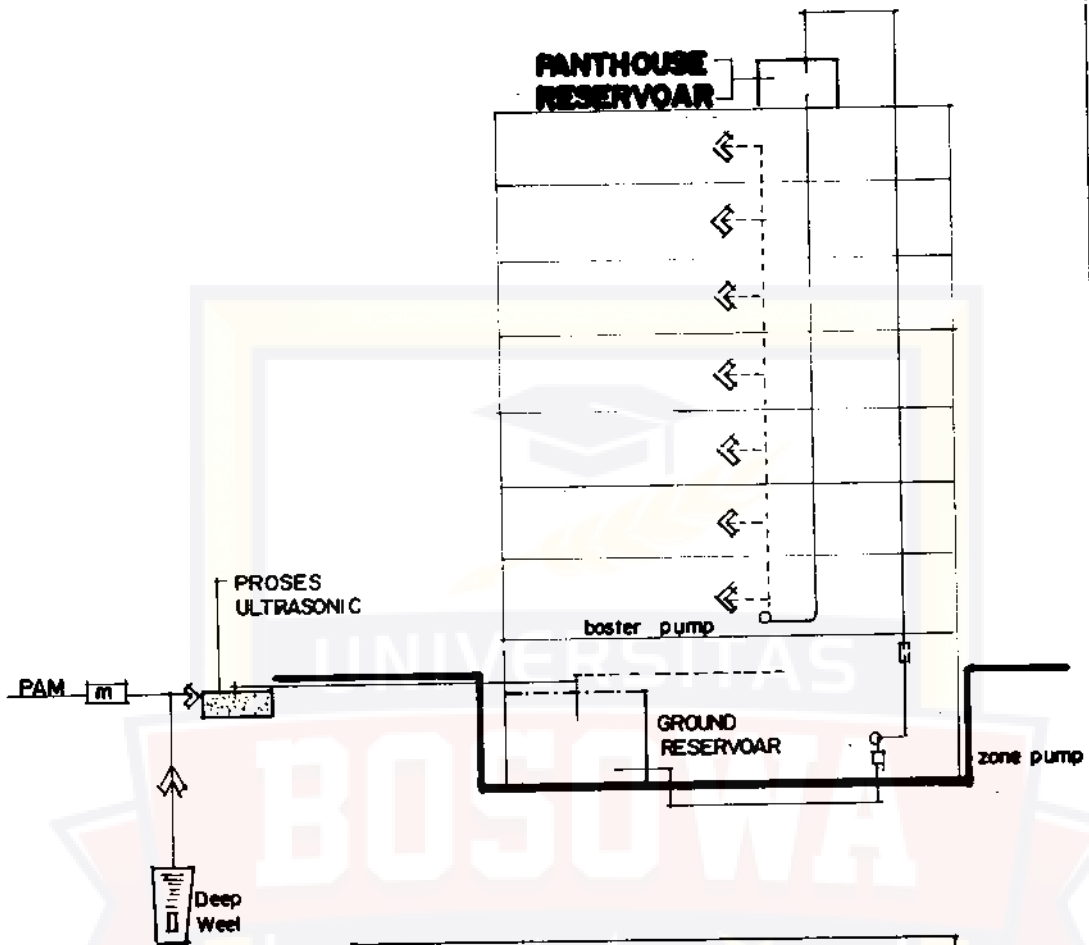 PANTHOUSE
RESERVOAR
PROSES
ULTRASONIC
boster pump
UNIVERSITAS
PAM
m
GROUND
RESERVOAR
zone pump
BOSOWA
Deep
Weel